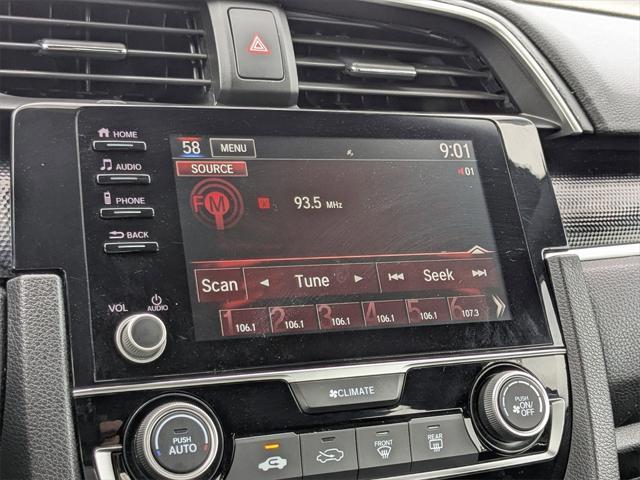 HOME
AUDIO
PHONE
BACK
VOL
AUDIO
58 MENU 9:01
SOURCE
01
FM
93.5 MHz
Scan Tune Seek
1 2 3 4 5 6
106.1 106.1 106.1 106.1 106.1 107.3
CLIMATE
PUSH
AUTO
FRONT
REAR
PUSH
ON/
OFF